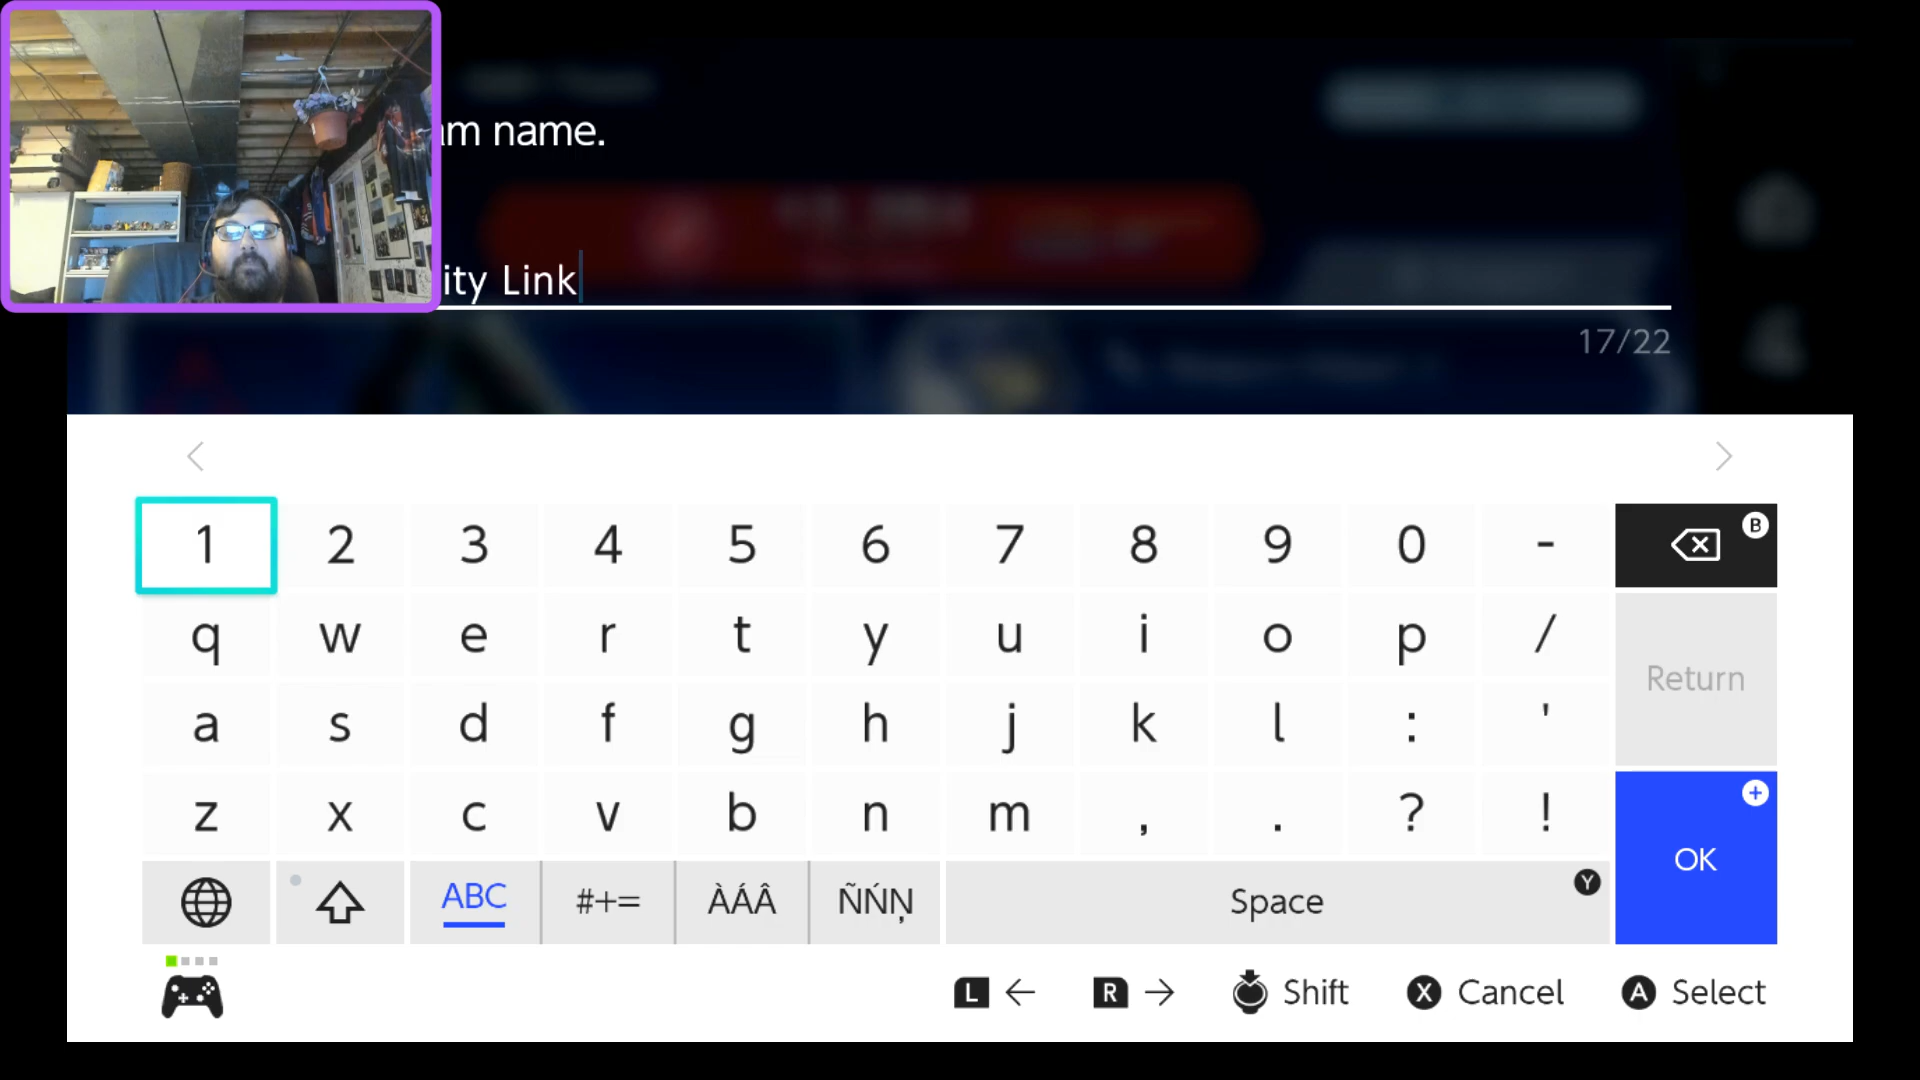 am name.
ity Link
17/22
1 2 3 4 5 6 7 8 9 0 - B
q w e r t y u i o p / Return
a s d f g h j k l : '
z x c v b n m , . ? ! + OK
ABC #+= ÀÁÂ ÑŃŅ Space Y
L ← R → Shift X Cancel A Select